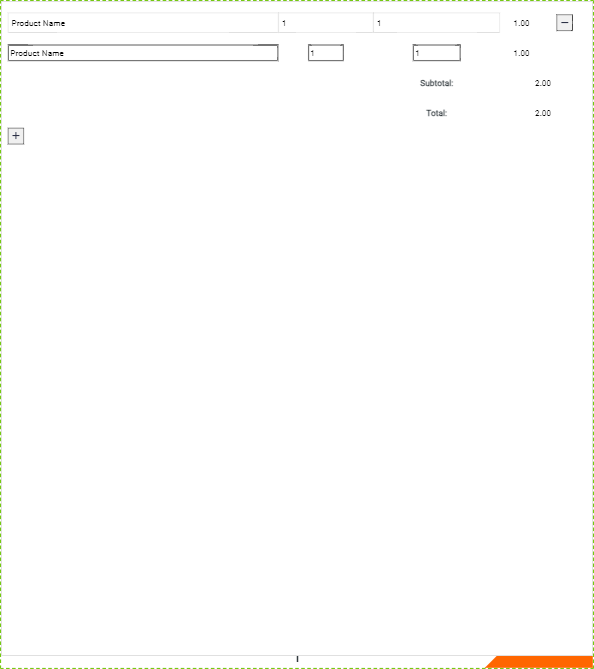 Product Name 1 1 1.00 −
Product Name 1 1 1.00
Subtotal: 2.00
Total: 2.00
+